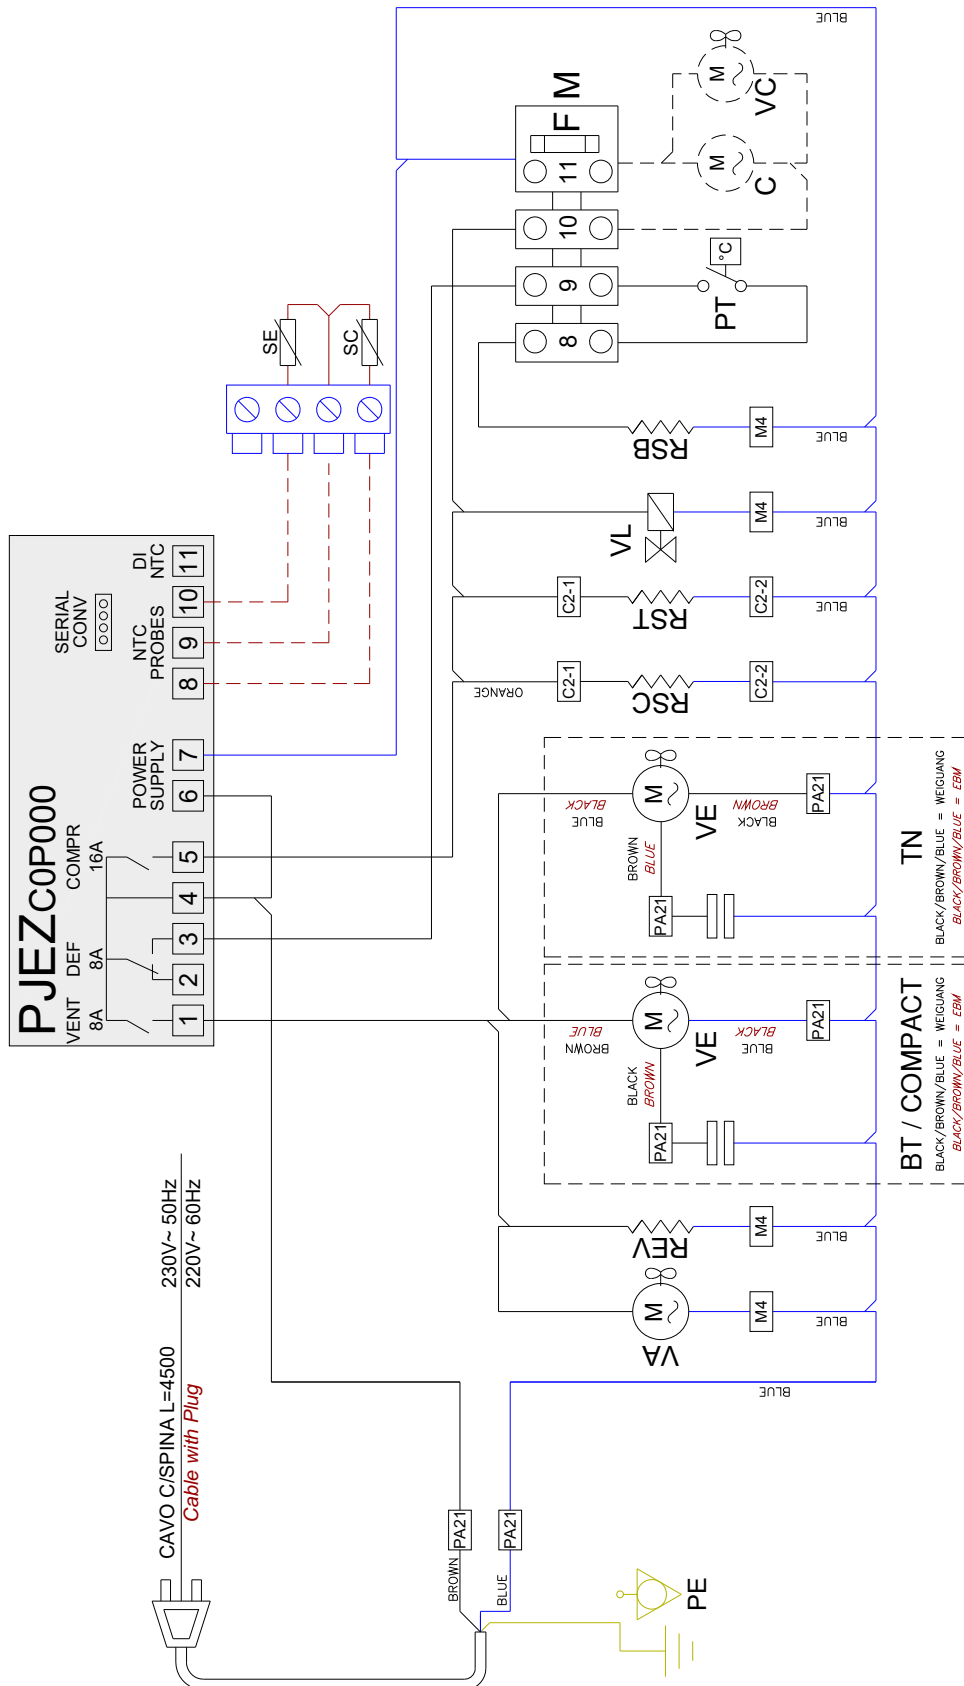 PJEZC0P000
VENT
8A
DEF
8A
COMPR
16A
POWER
SUPPLY
NTC
PROBES
DI
NTC
SERIAL
CONV
1
2
3
4
5
6
7
8
9
10
11
CAVO C/SPINA L=4500
Cable with Plug
230V~ 50Hz
220V~ 60Hz
SE
SC
BROWN
PA21
BLUE
PA21
PE
BLUE
VA
M
M4
BLUE
REV
M4
BLUE
BROWN
BLUE
M
VE
BLACK
BROWN
PA21
BLUE
BLACK
PA21
BT / COMPACT
BLACK/BROWN/BLUE = WEIGUANG
BLACK/BROWN/BLUE = EBM
BLUE
BLACK
M
VE
BROWN
BLUE
PA21
BLACK
BROWN
PA21
TN
BLACK/BROWN/BLUE = WEIGUANG
BLACK/BROWN/BLUE = EBM
ORANGE
C2-1
RSC
C2-2
C2-1
RST
C2-2
BLUE
VL
M4
BLUE
RSB
M4
BLUE
8
9
10
11
F
M
PT
°C
C
M
VC
M
BLUE